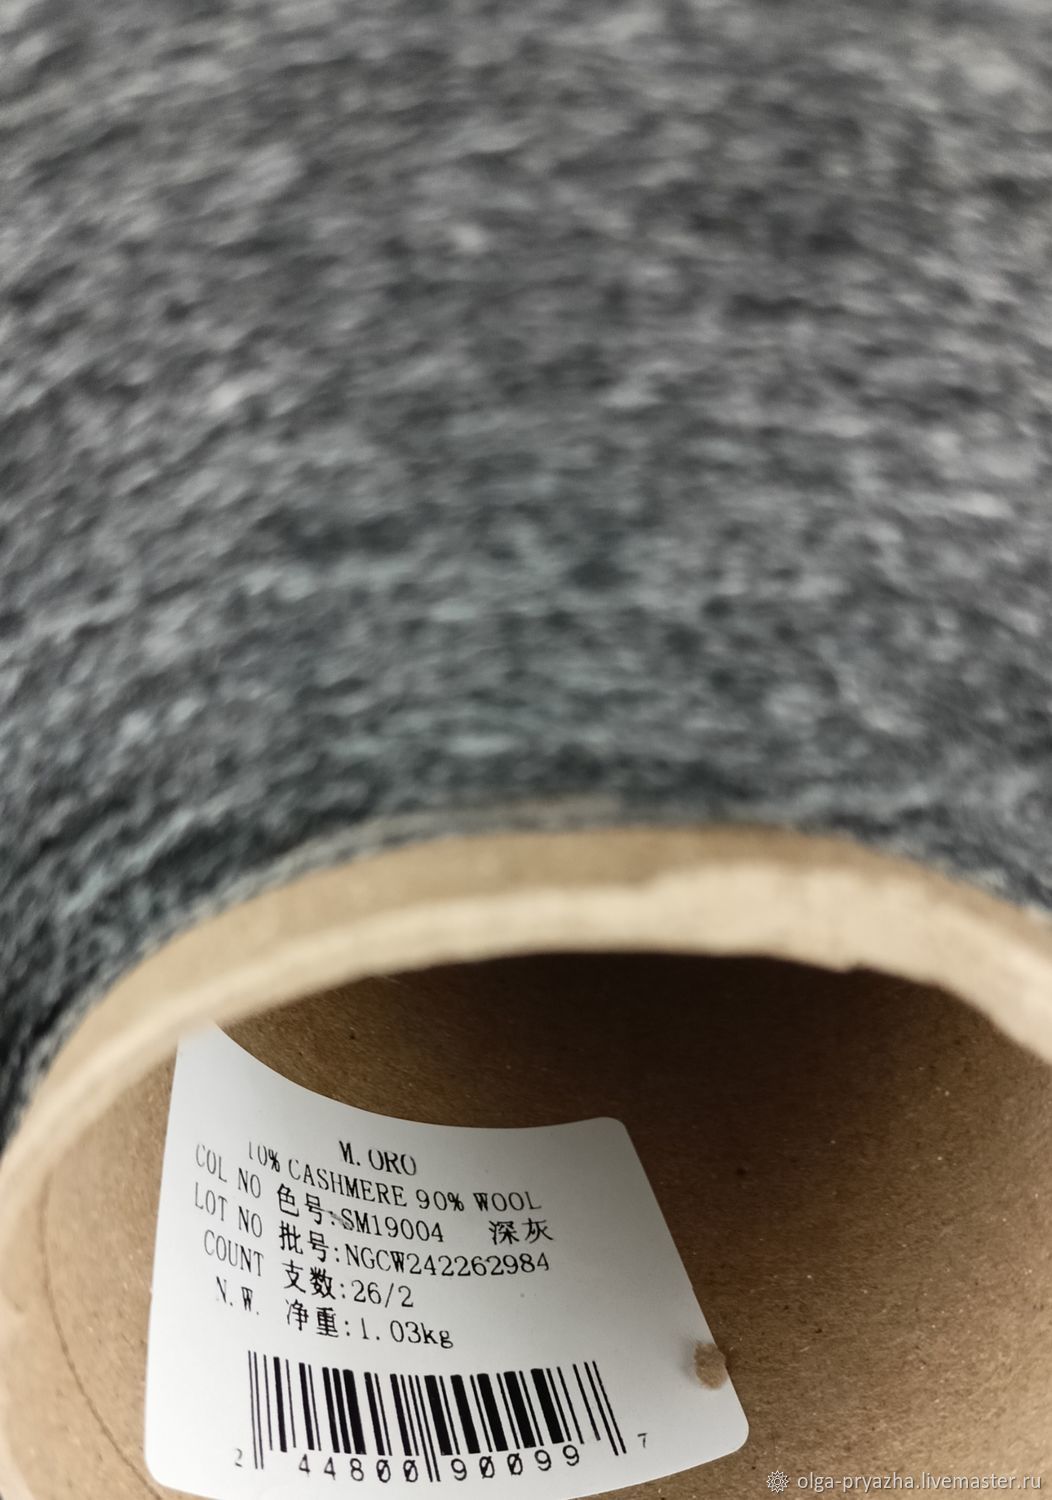 M.ORO
10% CASHMERE 90% WOOL
COL NO 色号:SM19004 深灰
LOT NO 批号:NGCW242262984
COUNT 支数:26/2
N.W. 净重:1.03kg
2 44800 90099 7
olga-pryazha.livemaster.ru